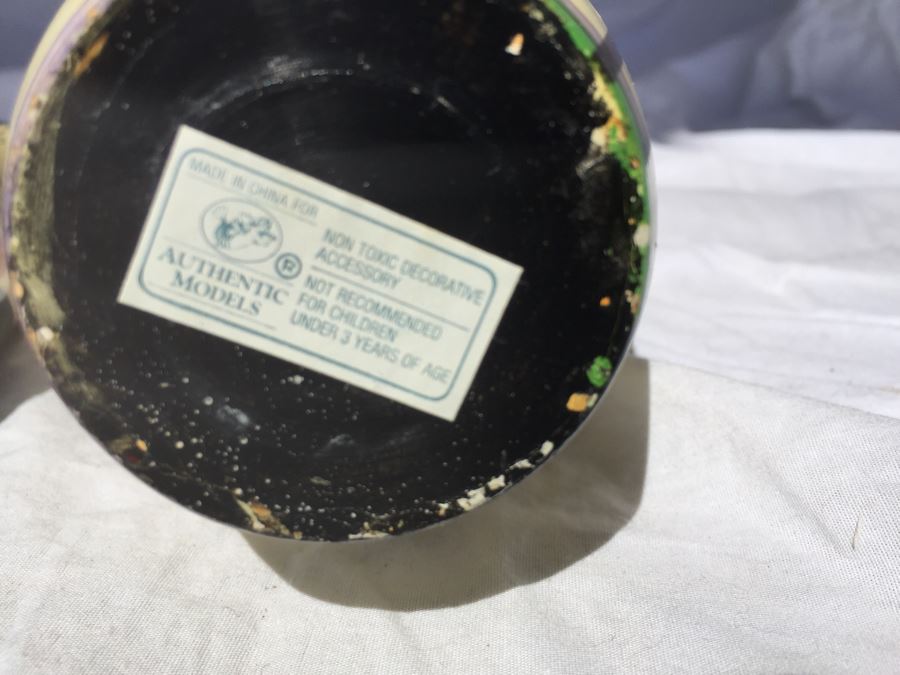 MADE IN CHINA FOR
®
AUTHENTIC
MODELS
NON TOXIC DECORATIVE
ACCESSORY
NOT RECOMMENDED
FOR CHILDREN
UNDER 3 YEARS OF AGE